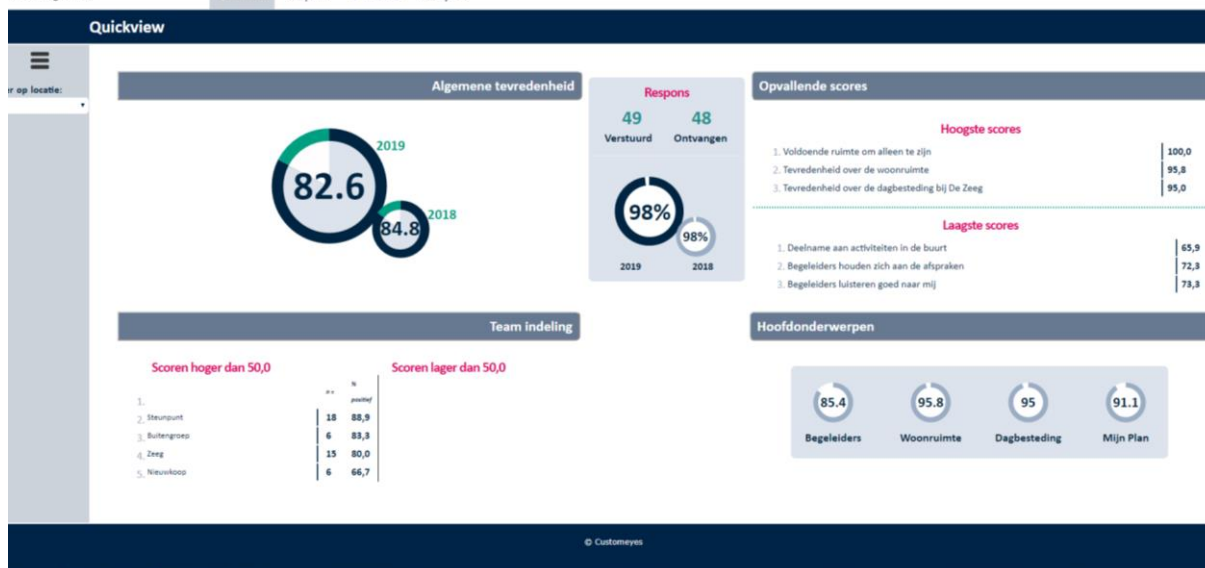 Quickview
er op locatie:
Algemene tevredenheid
2019
82.6
2018
84.8
Respons
49 48
Verstuurd Ontvangen
98%
98%
2019 2018
Opvallende scores
Hoogste scores
1. Voldoende ruimte om alleen te zijn 100,0
2. Tevredenheid over de woonruimte 95,8
3. Tevredenheid over de dagbesteding bij De Zeeg 95,0
Laagste scores
1. Deelname aan activiteiten in de buurt 65,9
2. Begeleiders houden zich aan de afspraken 72,3
3. Begeleiders luisteren goed naar mij 73,3
Team indeling
Scoren hoger dan 50,0
Scoren lager dan 50,0
%
positief
1.
2. Steunpunt 18 88,9
3. Buitengroep 6 83,3
4. Zeeg 15 80,0
5. Nieuwkoop 6 66,7
Hoofdonderwerpen
85.4 95.8 95 91.1
Begeleiders Woonruimte Dagbesteding Mijn Plan
© Customeyes